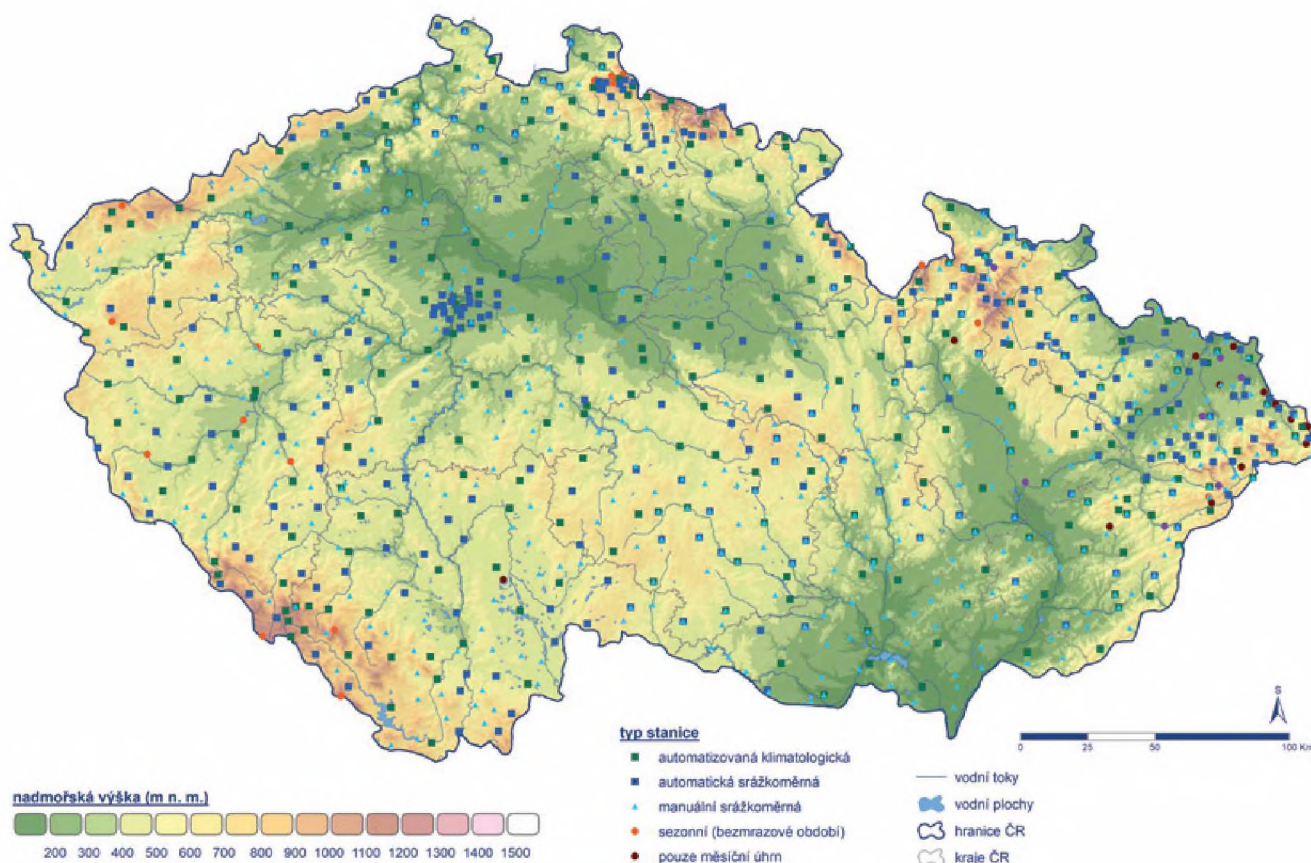 S
0 25 50 100 Km
typ stanice
automatizovaná klimatologická
automatická srážkoměrná
manuální srážkoměrná
sezonní (bezmrazové období)
pouze měsíční úhrn
vodní toky
vodní plochy
hranice ČR
kraje ČR
nadmořská výška (m n. m.)
200 300 400 500 600 700 800 900 1000 1100 1200 1300 1400 1500